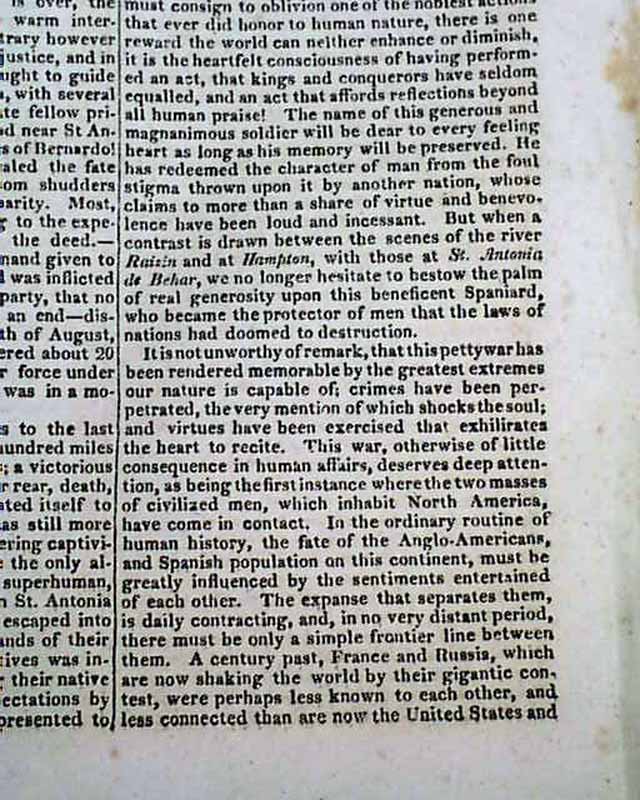 is over, the
warm inter-
trary however
justice, and in
ught to guide
, with several
te fellow pri-
d near St An-
s of Bernardo!
aled the fate
om shudders
arity. Most,
to the expe-
the deed.—
mand given to
was inflicted
party, that no
an end—dis-
th of August,
ered about 20
r force under
was in a mo-
s to the last
undred miles
; a victorious
r rear, death,
ated itself to
as still more
ering captivi-
the only al-
superhuman,
St. Antonia
escaped into
ands of their
tives was in-
their native
ectations by
presented to
must consign to oblivion one of the noblest actions
that ever did honor to human nature, there is one
reward the world can neither enhance or diminish,
it is the heartfelt consciousness of having perform-
ed an act, that kings and conquerors have seldom
equalled, and an act that affords reflections beyond
all human praise! The name of this generous and
magnanimous soldier will be dear to every feeling
heart as long as his memory will be preserved. He
has redeemed the character of man from the foul
stigma thrown upon it by another nation, whose
claims to more than a share of virtue and benevo-
lence have been loud and incessant. But when a
contrast is drawn between the scenes of the river
Raisin and at Hampton, with those at St. Antonia
de Behar, we no longer hesitate to bestow the palm
of real generosity upon this beneficent Spaniard,
who became the protector of men that the laws of
nations had doomed to destruction.
It is not unworthy of remark, that this petty war has
been rendered memorable by the greatest extremes
our nature is capable of; crimes have been per-
petrated, the very mention of which shocks the soul;
and virtues have been exercised that exhilirates
the heart to recite. This war, otherwise of little
consequence in human affairs, deserves deep atten-
tion, as being the first instance where the two masses
of civilized men, which inhabit North America,
have come in contact. In the ordinary routine of
human history, the fate of the Anglo-Americans,
and Spanish population on this continent, must be
greatly influenced by the sentiments entertained
of each other. The expanse that separates them,
is daily contracting, and, in no very distant period,
there must be only a simple frontier line between
them. A century past, France and Russia, which
are now shaking the world by their gigantic con-
test, were perhaps less known to each other, and
less connected than are now the United States and